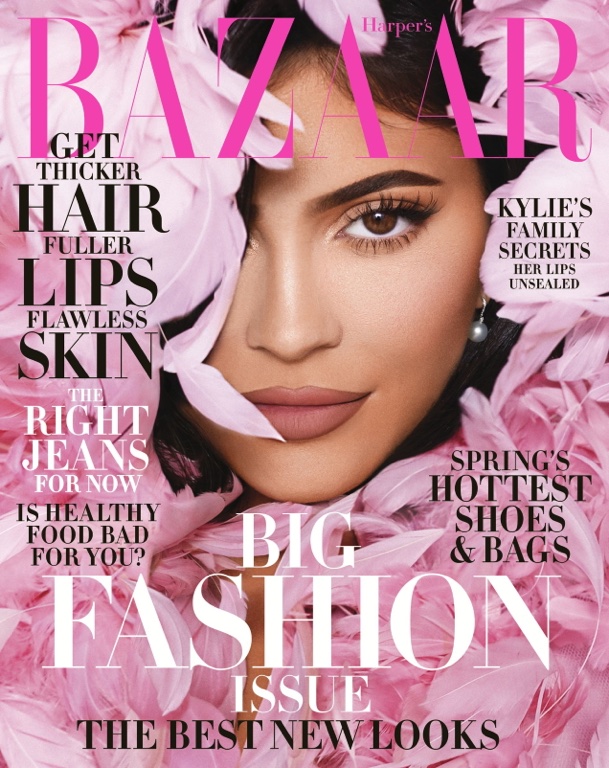 Harper's
BAZAAR
GET
THICKER
HAIR
FULLER
LIPS
FLAWLESS
SKIN
THE
RIGHT
JEANS
FOR NOW
IS HEALTHY
FOOD BAD
FOR YOU?
KYLIE'S
FAMILY
SECRETS
HER LIPS
UNSEALED
SPRING'S
HOTTEST
SHOES
& BAGS
BIG
FASHION
ISSUE
THE BEST NEW LOOKS